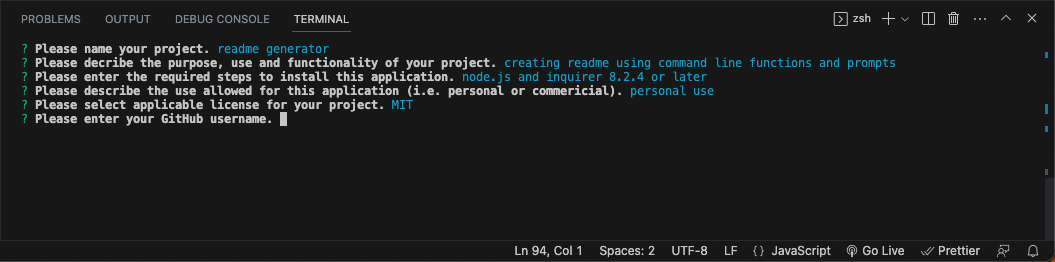 PROBLEMS OUTPUT DEBUG CONSOLE TERMINAL zsh
? Please name your project. readme generator
? Please decribe the purpose, use and functionality of your project. creating readme using command line functions and prompts
? Please enter the required steps to install this application. node.js and inquirer 8.2.4 or later
? Please describe the use allowed for this application (i.e. personal or commericial). personal use
? Please select applicable license for your project. MIT
? Please enter your GitHub username.
Ln 94, Col 1 Spaces: 2 UTF-8 LF {} JavaScript Go Live Prettier